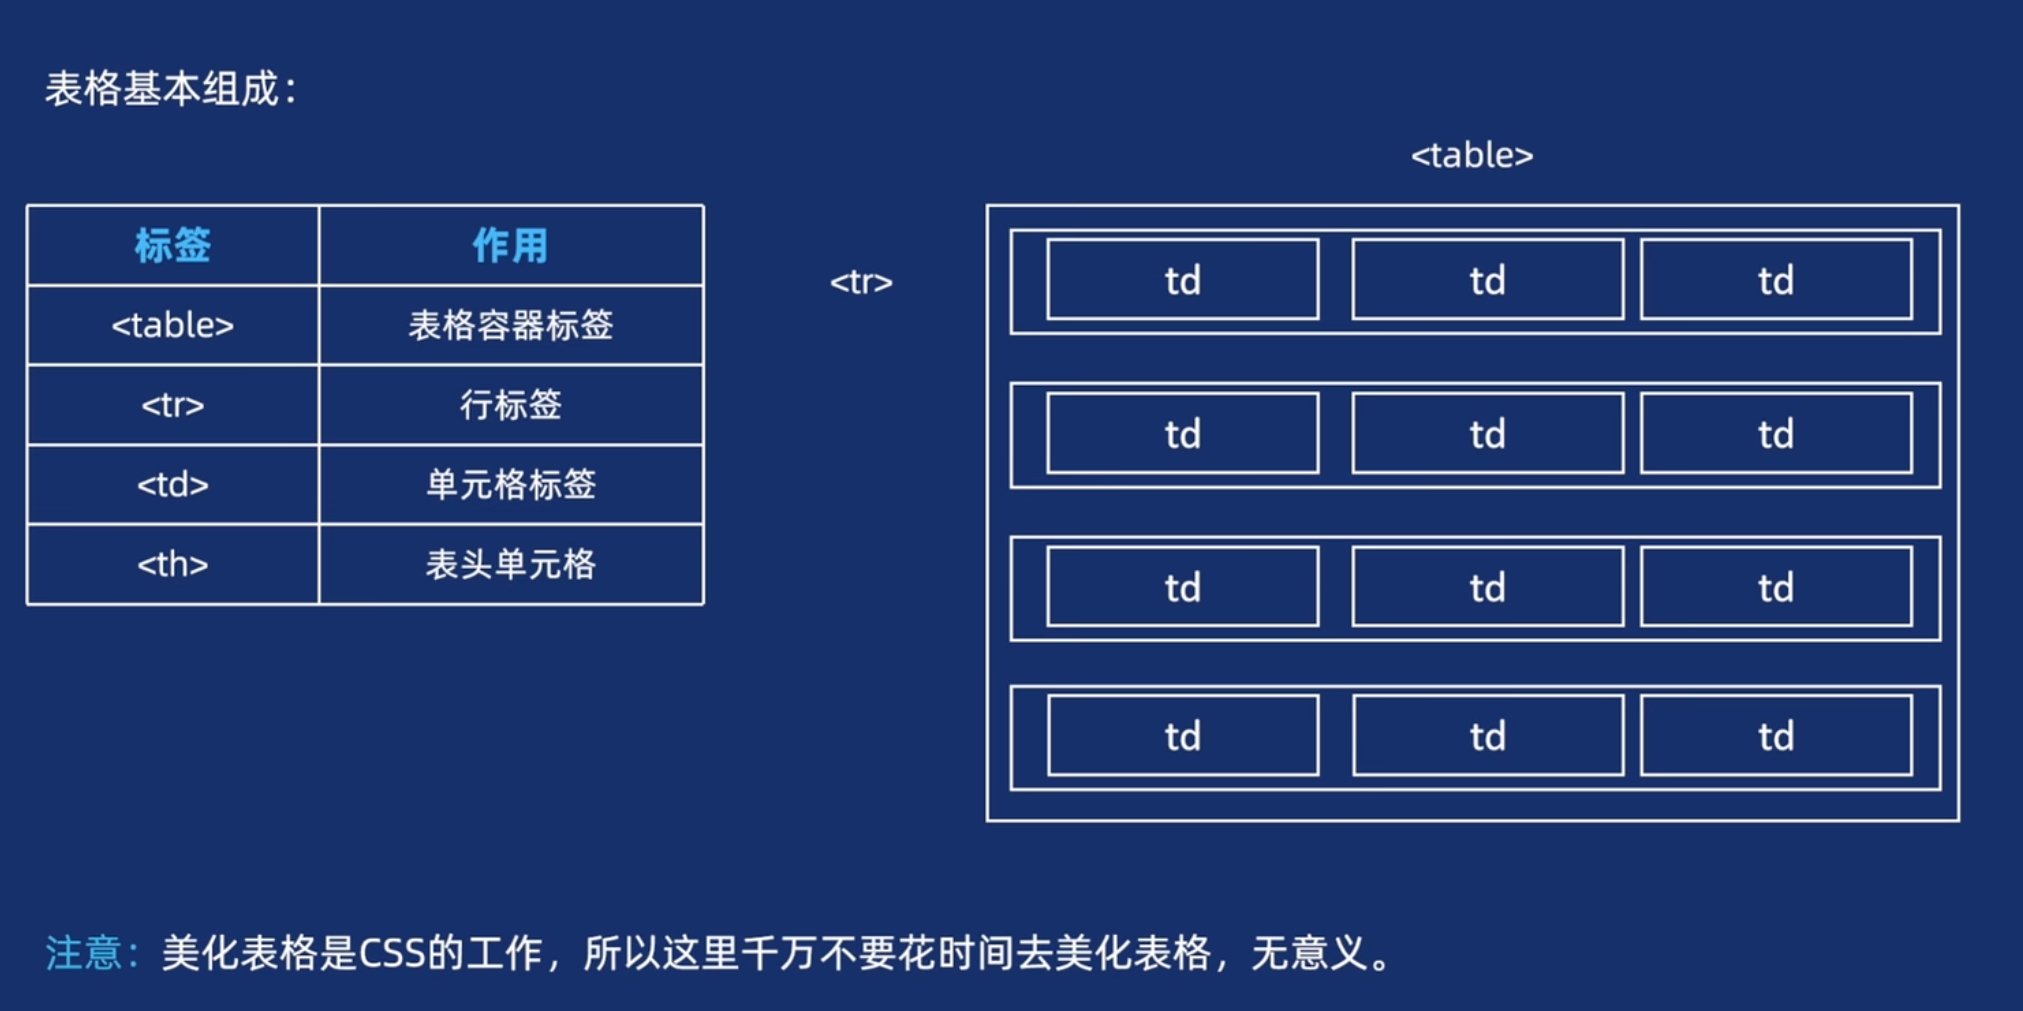 表格基本组成：
标签 作用
<table> 表格容器标签
<tr> 行标签
<td> 单元格标签
<th> 表头单元格
<table>
<tr>
td td td
td td td
td td td
td td td
注意：美化表格是CSS的工作，所以这里千万不要花时间去美化表格，无意义。